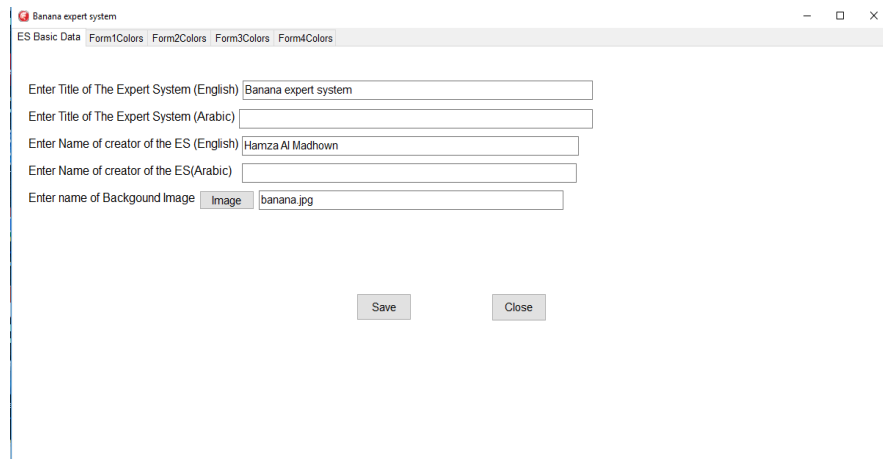 Banana expert system
ES Basic Data Form1Colors Form2Colors Form3Colors Form4Colors
Enter Title of The Expert System (English) Banana expert system
Enter Title of The Expert System (Arabic)
Enter Name of creator of the ES (English) Hamza Al Madhown
Enter Name of creator of the ES(Arabic)
Enter name of Backgound Image Image banana.jpg
Save Close